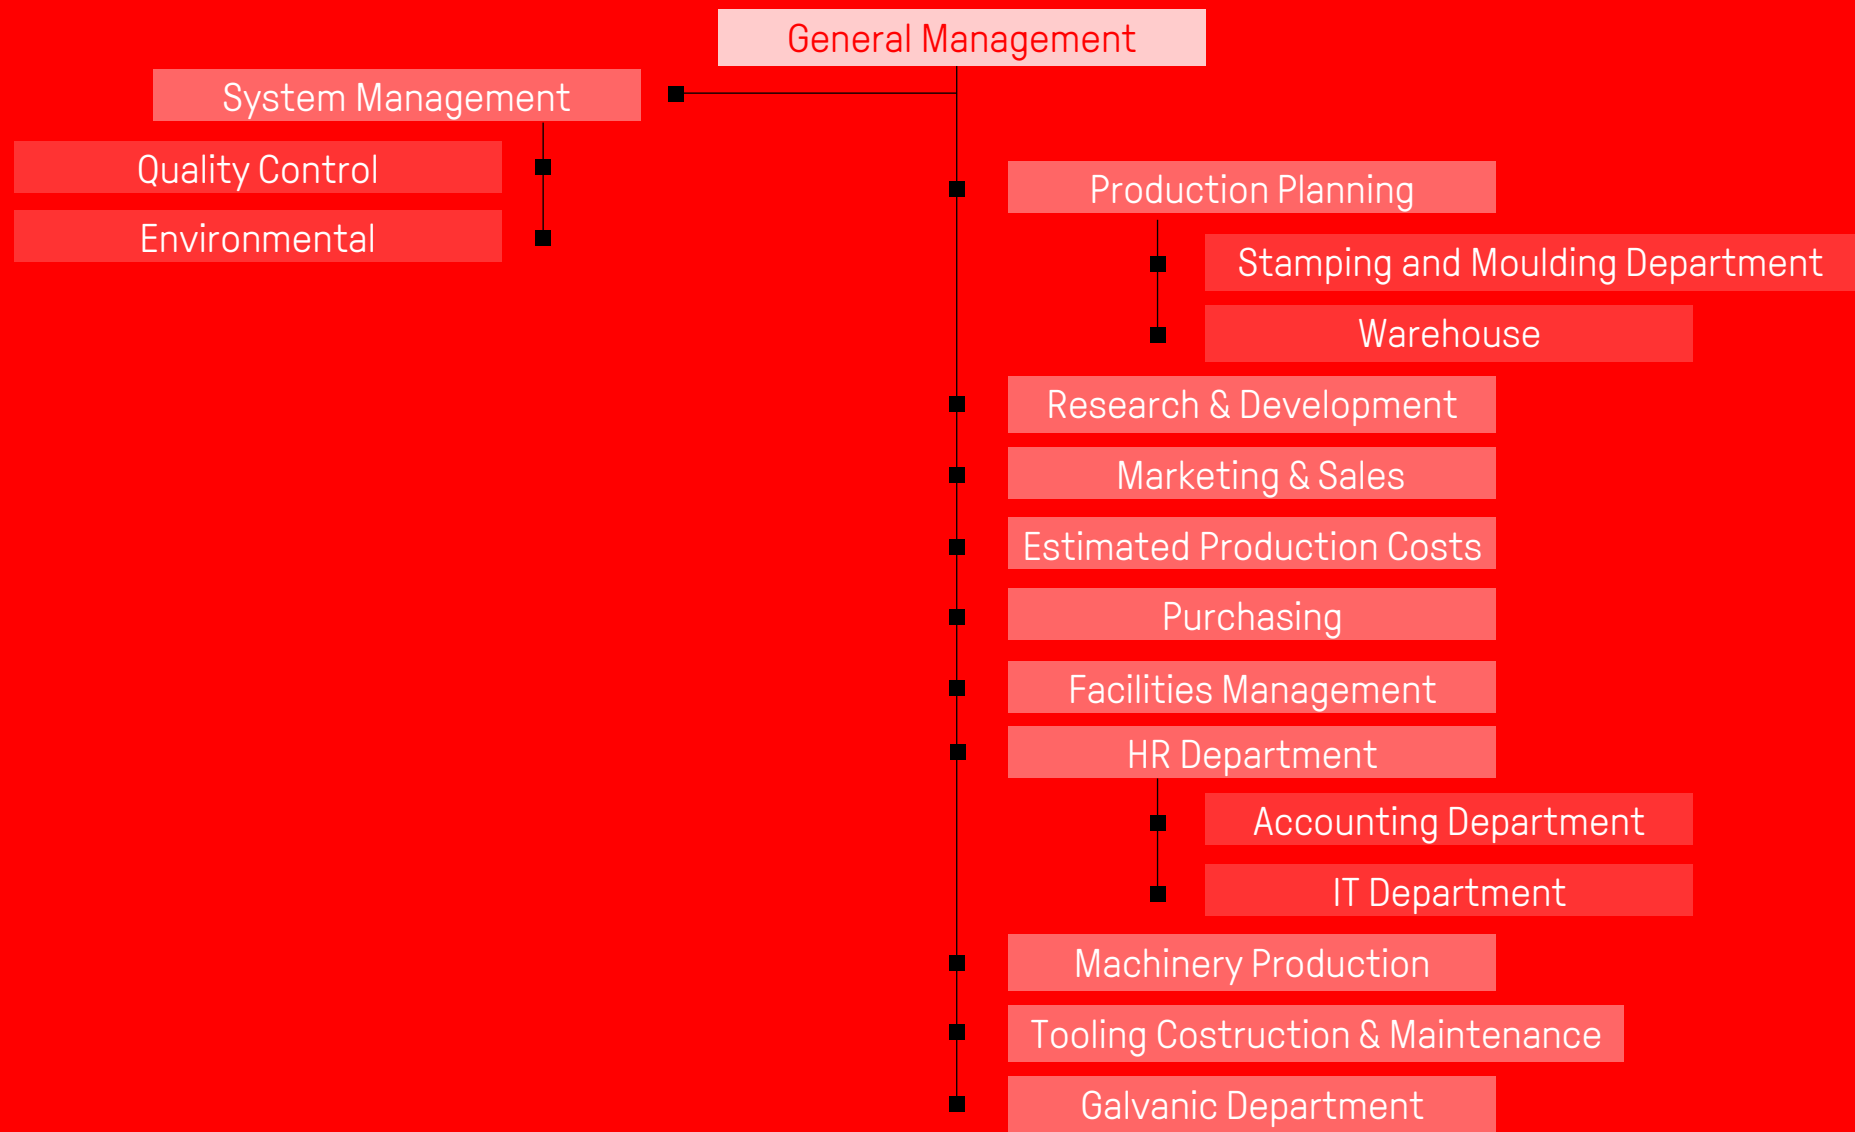 General Management
System Management
Quality Control
Environmental
Production Planning
Stamping and Moulding Department
Warehouse
Research & Development
Marketing & Sales
Estimated Production Costs
Purchasing
Facilities Management
HR Department
Accounting Department
IT Department
Machinery Production
Tooling Costruction & Maintenance
Galvanic Department